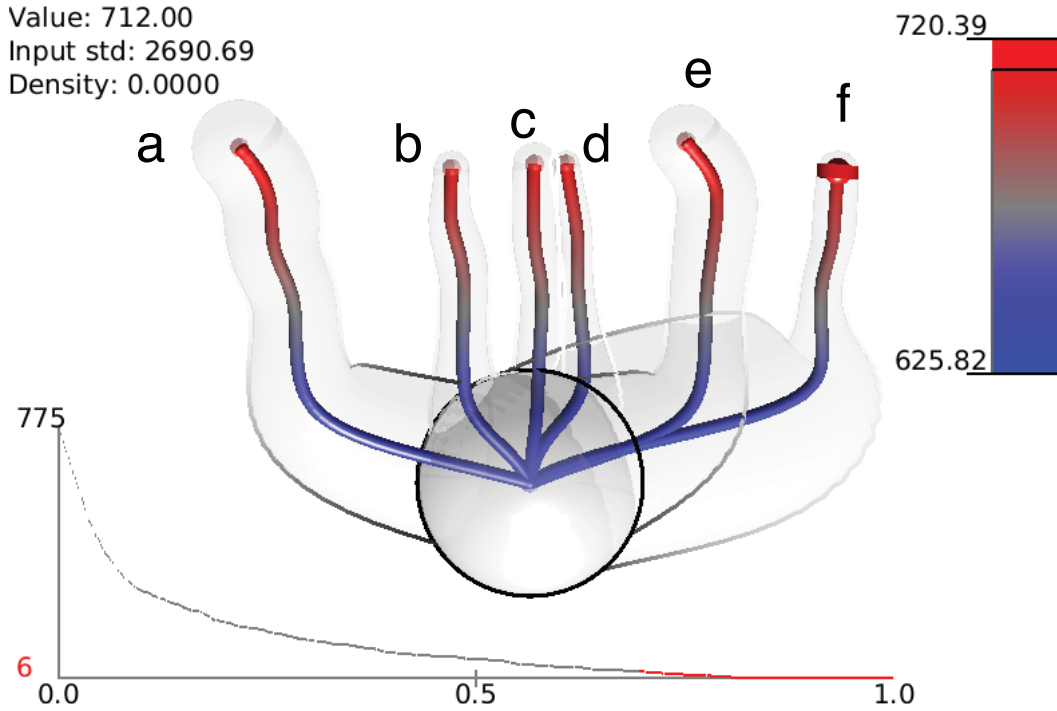 Value: 712.00
Input std: 2690.69
Density: 0.0000
720.39
625.82
a
b
c
d
e
f
775
6
0.0
0.5
1.0